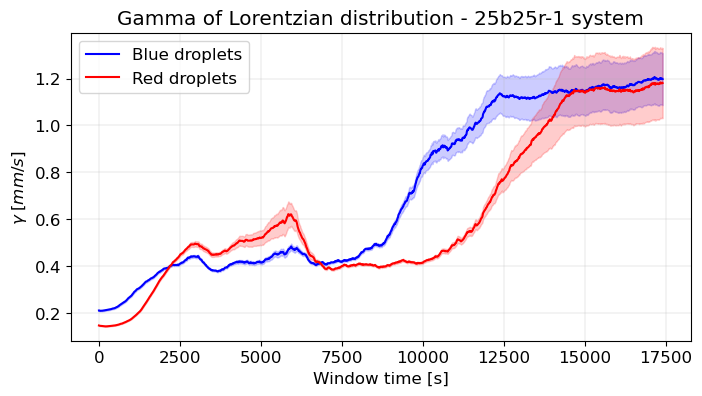 Gamma of Lorentzian distribution - 25b25r-1 system
Blue droplets
Red droplets
1.2
1.0
0.8
0.6
0.4
0.2
γ [mm/s]
0 2500 5000 7500 10000 12500 15000 17500
Window time [s]